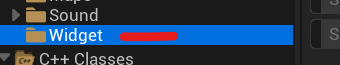 Sound
Widget
C++ Classes